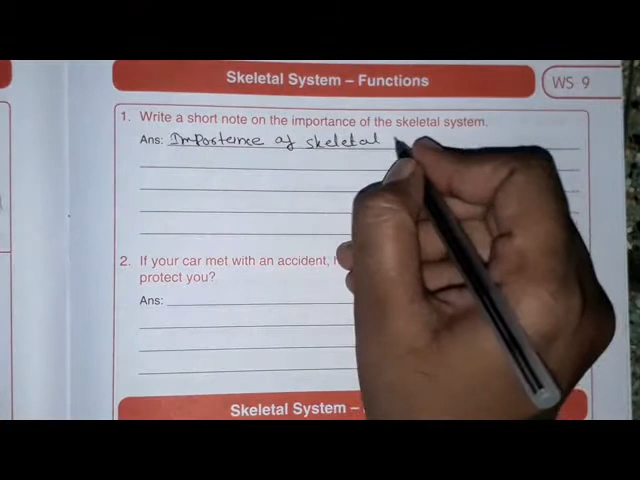 Skeletal System – Functions
WS 9
1. Write a short note on the importance of the skeletal system.
Ans: Importance of skeletal
2. If your car met with an accident,
protect you?
Ans:
Skeletal System –